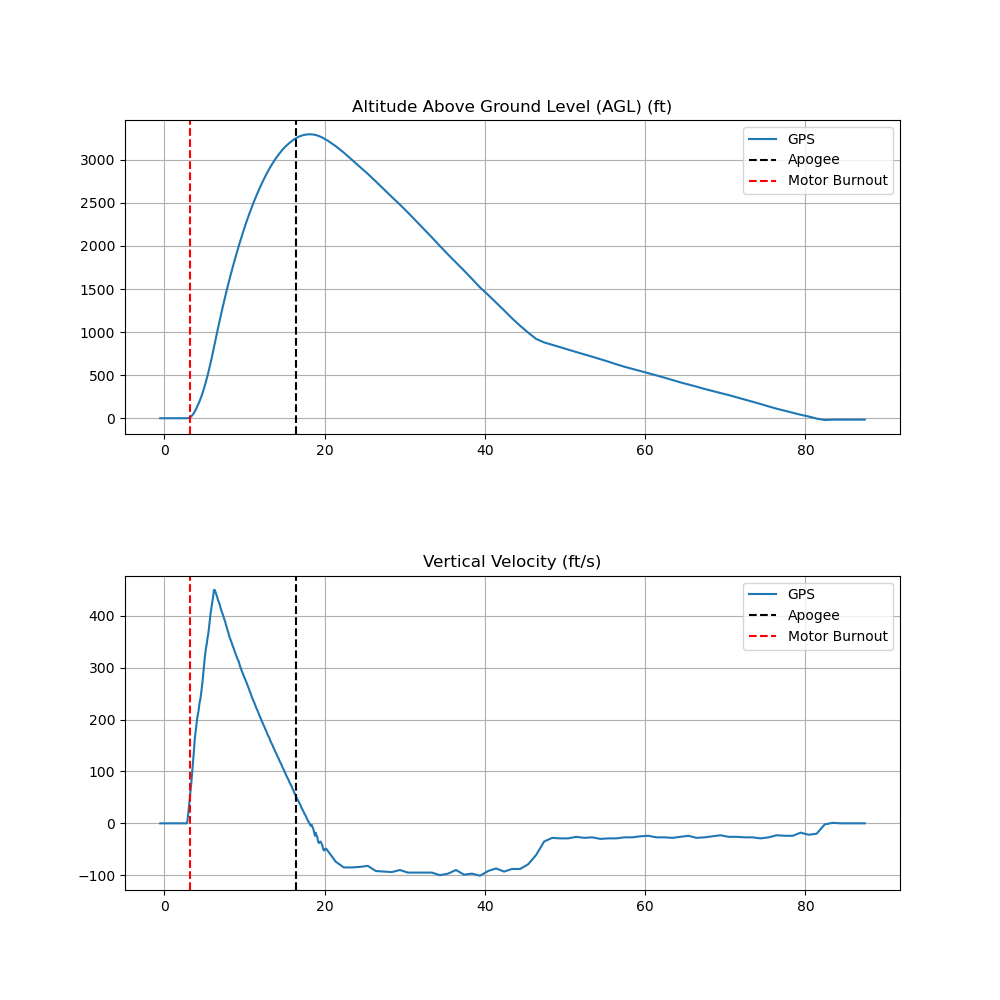 Altitude Above Ground Level (AGL) (ft)
GPS
Apogee
Motor Burnout
3000
2500
2000
1500
1000
500
0
0 20 40 60 80
Vertical Velocity (ft/s)
GPS
Apogee
Motor Burnout
400
300
200
100
0
−100
0 20 40 60 80